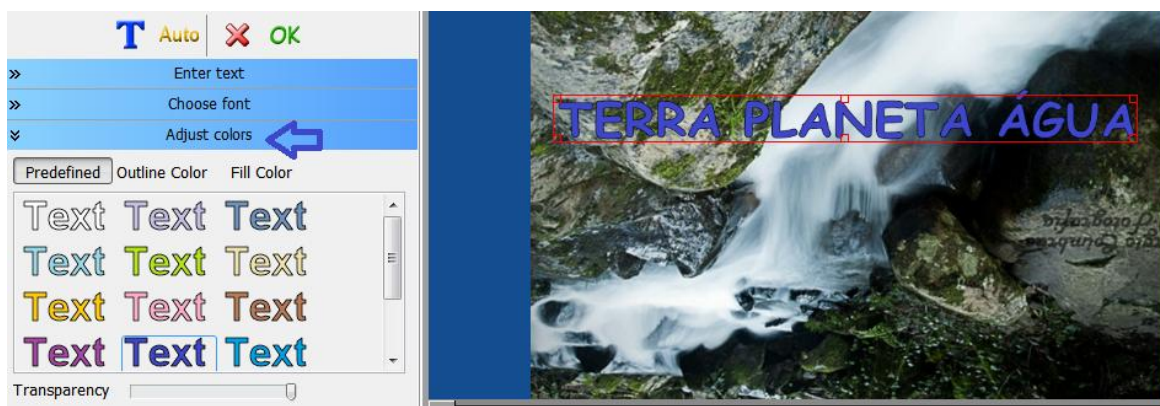 T Auto OK
Enter text
Choose font
Adjust colors
Predefined Outline Color Fill Color
Text Text Text
Text Text Text
Text Text Text
Text Text Text
Transparency
TERRA PLANETA ÁGUA
Fotografia